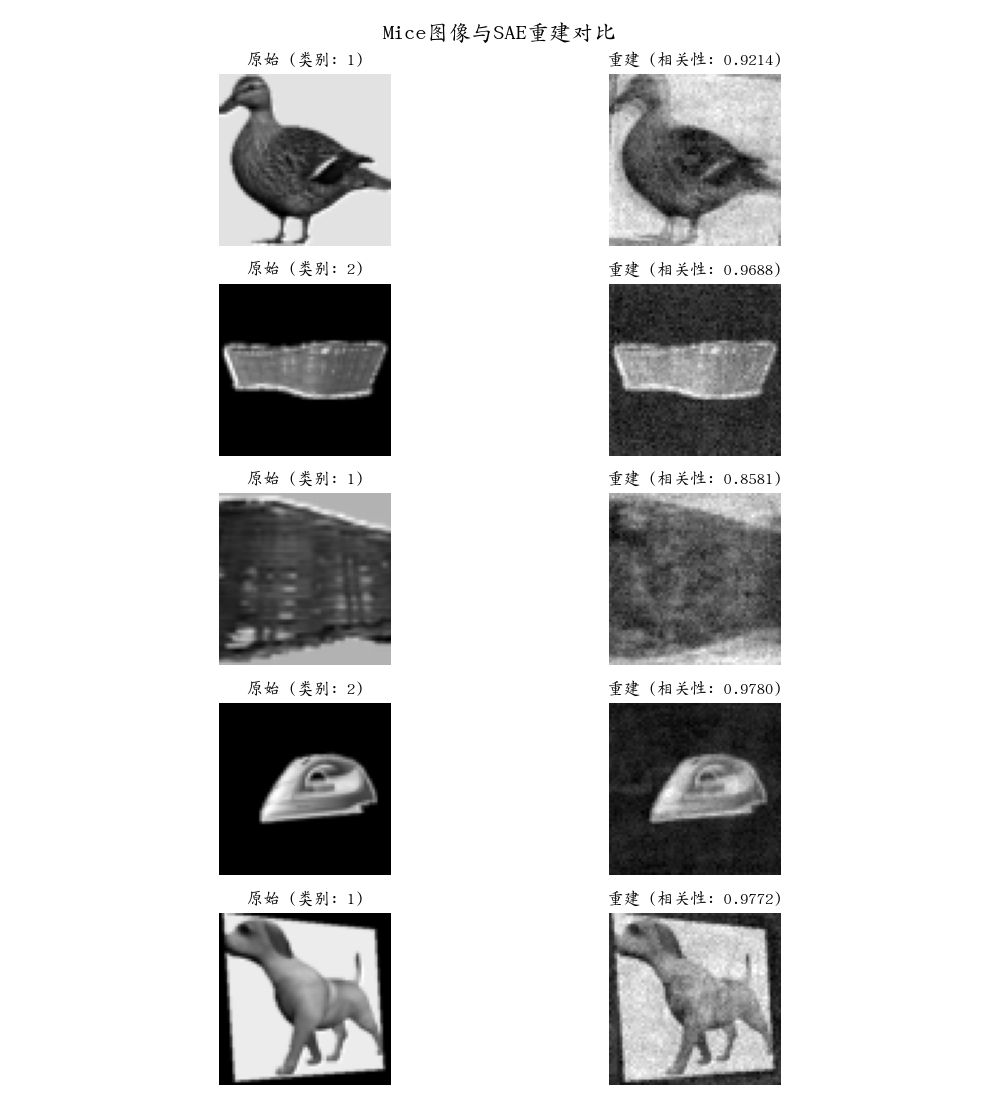 Mice图像与SAE重建对比
原始 (类别: 1)
重建 (相关性: 0.9214)
原始 (类别: 2)
重建 (相关性: 0.9688)
原始 (类别: 1)
重建 (相关性: 0.8581)
原始 (类别: 2)
重建 (相关性: 0.9780)
原始 (类别: 1)
重建 (相关性: 0.9772)